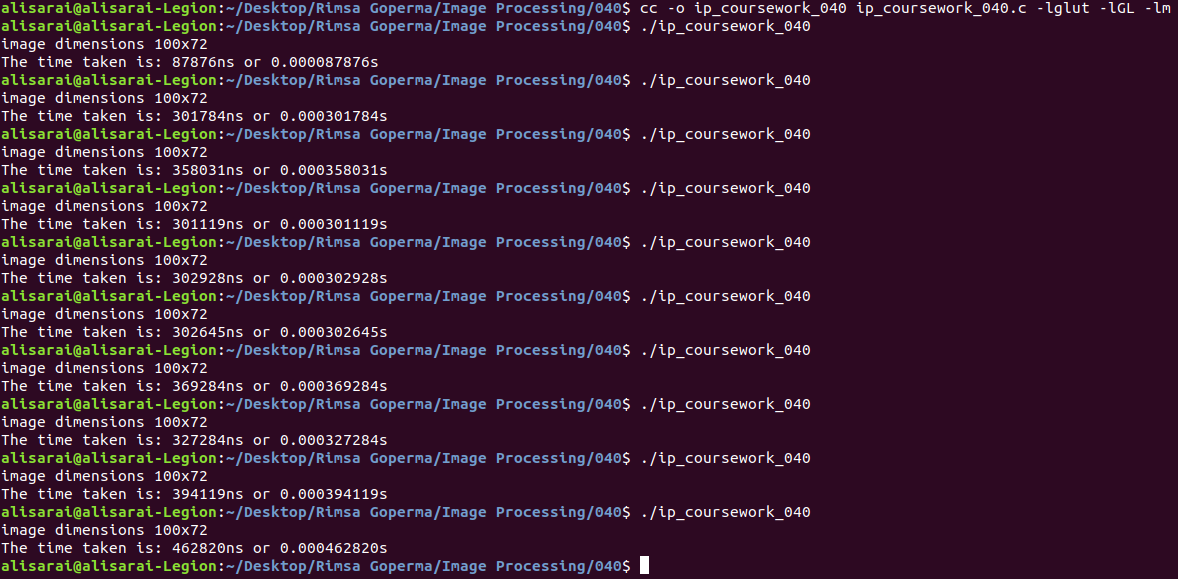 alisarai@alisarai-Legion:~/Desktop/Rimsa Goperma/Image Processing/040$ cc -o ip_coursework_040 ip_coursework_040.c -lglut -lGL -lm
alisarai@alisarai-Legion:~/Desktop/Rimsa Goperma/Image Processing/040$ ./ip_coursework_040
image dimensions 100x72
The time taken is: 87876ns or 0.000087876s
alisarai@alisarai-Legion:~/Desktop/Rimsa Goperma/Image Processing/040$ ./ip_coursework_040
image dimensions 100x72
The time taken is: 301784ns or 0.000301784s
alisarai@alisarai-Legion:~/Desktop/Rimsa Goperma/Image Processing/040$ ./ip_coursework_040
image dimensions 100x72
The time taken is: 358031ns or 0.000358031s
alisarai@alisarai-Legion:~/Desktop/Rimsa Goperma/Image Processing/040$ ./ip_coursework_040
image dimensions 100x72
The time taken is: 301119ns or 0.000301119s
alisarai@alisarai-Legion:~/Desktop/Rimsa Goperma/Image Processing/040$ ./ip_coursework_040
image dimensions 100x72
The time taken is: 302928ns or 0.000302928s
alisarai@alisarai-Legion:~/Desktop/Rimsa Goperma/Image Processing/040$ ./ip_coursework_040
image dimensions 100x72
The time taken is: 302645ns or 0.000302645s
alisarai@alisarai-Legion:~/Desktop/Rimsa Goperma/Image Processing/040$ ./ip_coursework_040
image dimensions 100x72
The time taken is: 369284ns or 0.000369284s
alisarai@alisarai-Legion:~/Desktop/Rimsa Goperma/Image Processing/040$ ./ip_coursework_040
image dimensions 100x72
The time taken is: 327284ns or 0.000327284s
alisarai@alisarai-Legion:~/Desktop/Rimsa Goperma/Image Processing/040$ ./ip_coursework_040
image dimensions 100x72
The time taken is: 394119ns or 0.000394119s
alisarai@alisarai-Legion:~/Desktop/Rimsa Goperma/Image Processing/040$ ./ip_coursework_040
image dimensions 100x72
The time taken is: 462820ns or 0.000462820s
alisarai@alisarai-Legion:~/Desktop/Rimsa Goperma/Image Processing/040$